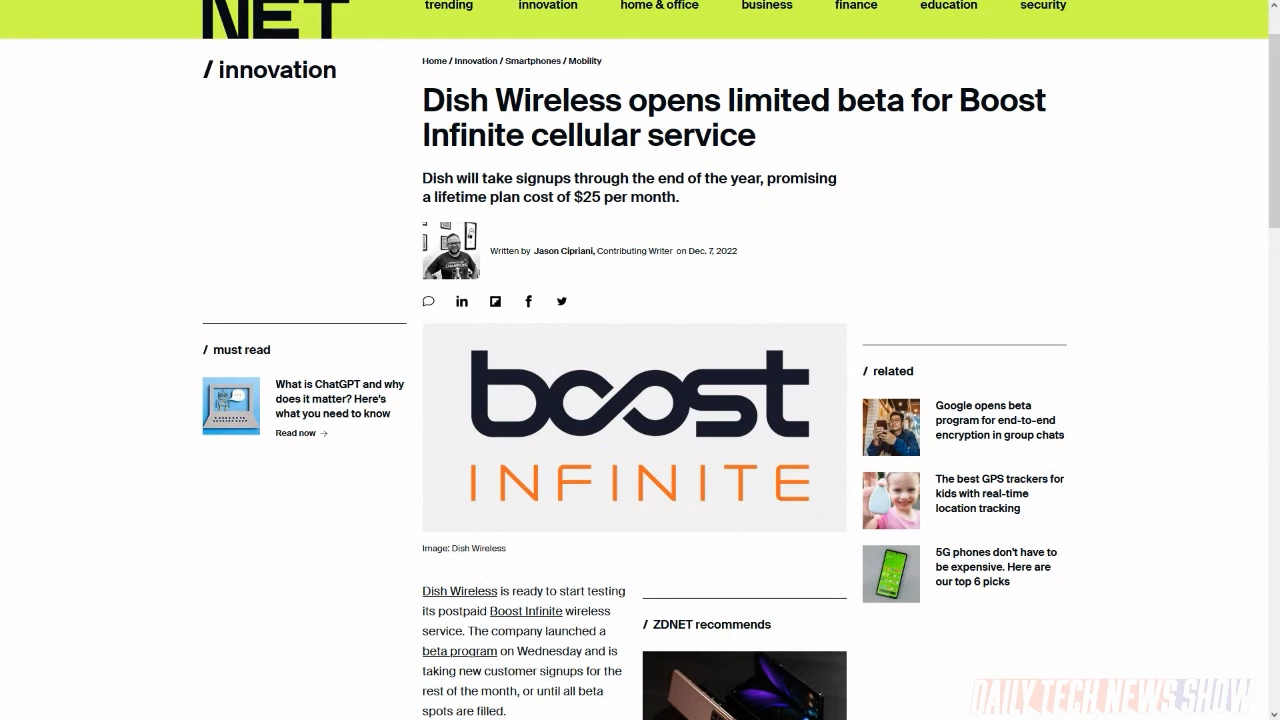 NET
trending innovation home & office business finance education security
/ innovation
Home / Innovation / Smartphones / Mobility
Dish Wireless opens limited beta for Boost
Infinite cellular service
Dish will take signups through the end of the year, promising
a lifetime plan cost of $25 per month.
Written by Jason Cipriani, Contributing Writer on Dec. 7, 2022
/ must read
What is ChatGPT and why
does it matter? Here's
what you need to know
Read now →
boost
INFINITE
Image: Dish Wireless
Dish Wireless is ready to start testing
its postpaid Boost Infinite wireless
service. The company launched a
beta program on Wednesday and is
taking new customer signups for the
rest of the month, or until all beta
spots are filled.
/ ZDNET recommends
/ related
Google opens beta
program for end-to-end
encryption in group chats
The best GPS trackers for
kids with real-time
location tracking
5G phones don't have to
be expensive. Here are
our top 6 picks
DAILY TECH NEWS SHOW